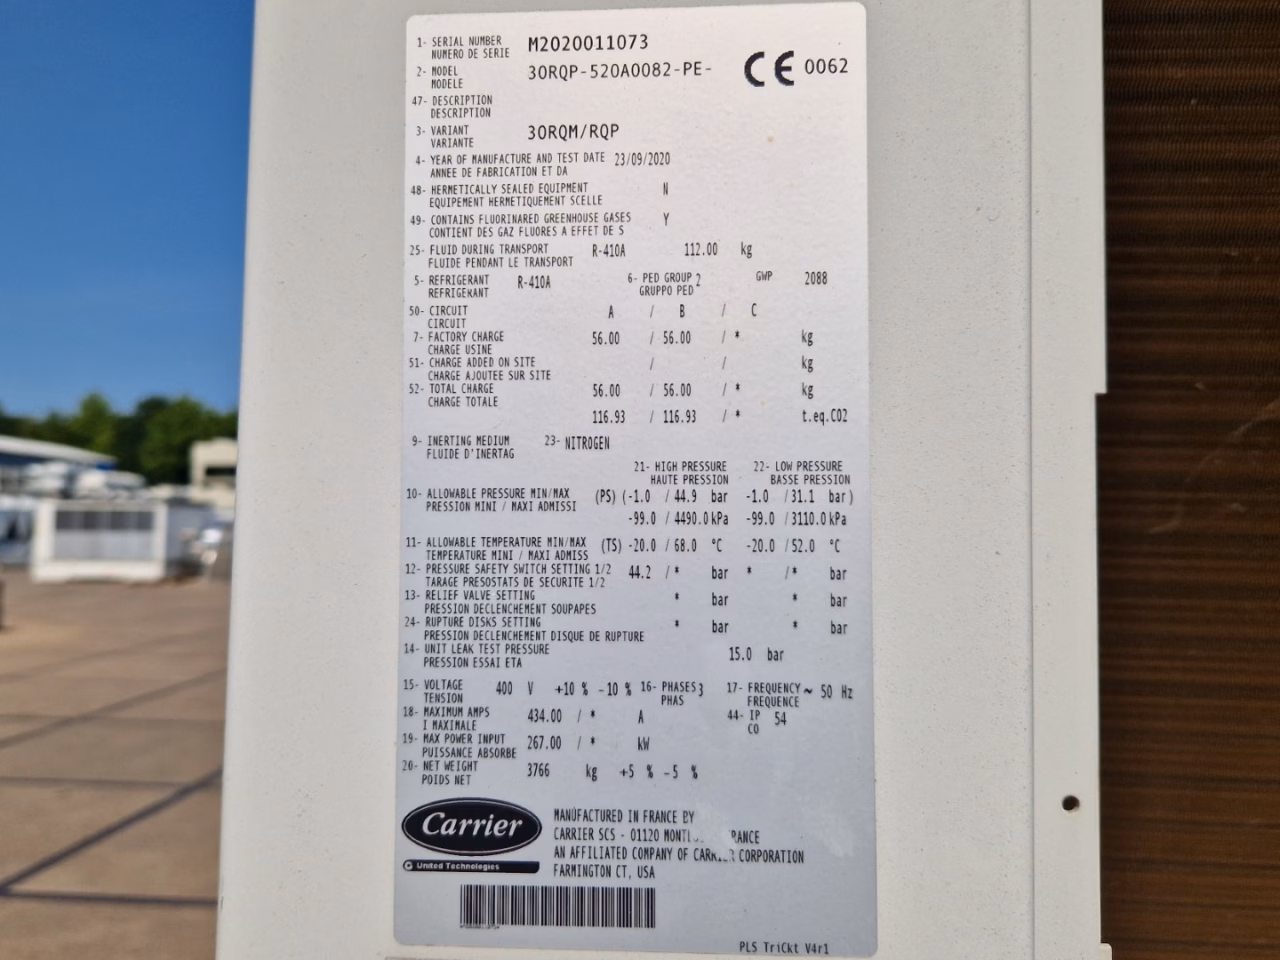 1- SERIAL NUMBER M2020011073
NUMERO DE SERIE
2- MODEL 30RQP-520A0082-PE- CE 0062
MODELE
47- DESCRIPTION
DESCRIPTION
3- VARIANT 30RQM/RQP
VARIANTE
4- YEAR OF MANUFACTURE AND TEST DATE 23/09/2020
ANNEE DE FABRICATION ET DA
48- HERMETICALLY SEALED EQUIPMENT N
EQUIPEMENT HERMETIQUEMENT SCELLE
49- CONTAINS FLUORINARED GREENHOUSE GASES Y
CONTIENT DES GAZ FLUORES A EFFET DE S
25- FLUID DURING TRANSPORT R-410A 112.00 kg
FLUIDE PENDANT LE TRANSPORT
5- REFRIGERANT R-410A 6- PED GROUP 2 GWP 2088
REFRIGERANT GRUPPO PED
50- CIRCUIT A / B / C
CIRCUIT
7- FACTORY CHARGE 56.00 / 56.00 / * kg
CHARGE USINE
51- CHARGE ADDED ON SITE / / kg
CHARGE AJOUTEE SUR SITE
52- TOTAL CHARGE 56.00 / 56.00 / * kg
CHARGE TOTALE
116.93 / 116.93 / * t.eq.CO2
9- INERTING MEDIUM 23- NITROGEN
FLUIDE D'INERTAG
21- HIGH PRESSURE 22- LOW PRESSURE
HAUTE PRESSION BASSE PRESSION
10- ALLOWABLE PRESSURE MIN/MAX (PS) (-1.0 / 44.9 bar -1.0 /31.1 bar)
PRESSION MINI / MAXI ADMISSI
-99.0 / 4490.0 kPa -99.0 / 3110.0 kPa
11- ALLOWABLE TEMPERATURE MIN/MAX (TS) -20.0 / 68.0 °C -20.0 / 52.0 °C
TEMPERATURE MINI / MAXI ADMISS
12- PRESSURE SAFETY SWITCH SETTING 1/2 44.2 / * bar * /* bar
TARAGE PRESOSTATS DE SECURITE 1/2
13- RELIEF VALVE SETTING * bar * bar
PRESSION DECLENCHEMENT SOUPAPES
24- RUPTURE DISKS SETTING * bar * bar
PRESSION DECLENCHEMENT DISQUE DE RUPTURE
14- UNIT LEAK TEST PRESSURE 15.0 bar
PRESSION ESSAI ETA
15- VOLTAGE 400 V +10 % -10 % 16- PHASES 3 17- FREQUENCY ~ 50 Hz
TENSION PHAS FREQUENCE
18- MAXIMUM AMPS 434.00 / * A 44- IP 54
I MAXIMALE CO
19- MAX POWER INPUT 267.00 / * kW
PUISSANCE ABSORBE
20- NET WEIGHT 3766 kg +5 % -5 %
POIDS NET
Carrier
United Technologies
MANUFACTURED IN FRANCE BY
CARRIER SCS - 01120
AN AFFILIATED COMPANY OF CORPORATION
FARMINGTON CT, USA
PLS TriCkt V4r1